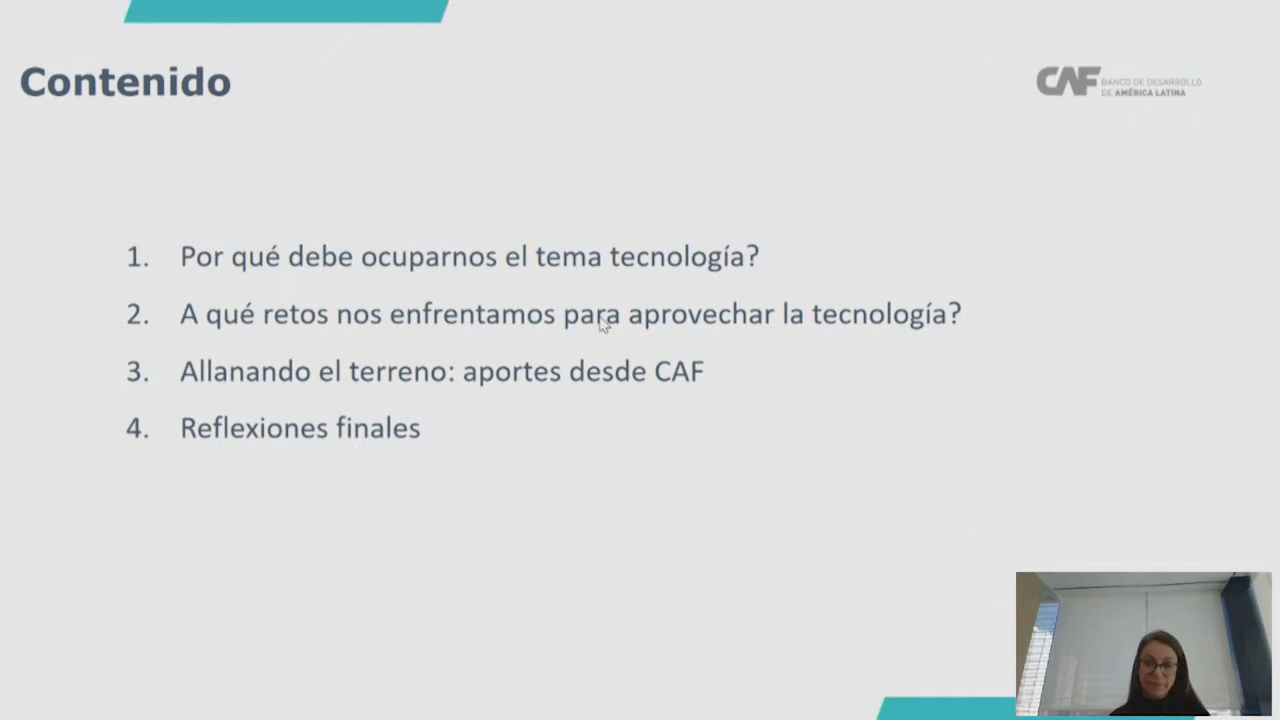 Contenido
CAF BANCO DE DESARROLLO
DE AMÉRICA LATINA
1. Por qué debe ocuparnos el tema tecnología?
2. A qué retos nos enfrentamos para aprovechar la tecnología?
3. Allanando el terreno: aportes desde CAF
4. Reflexiones finales